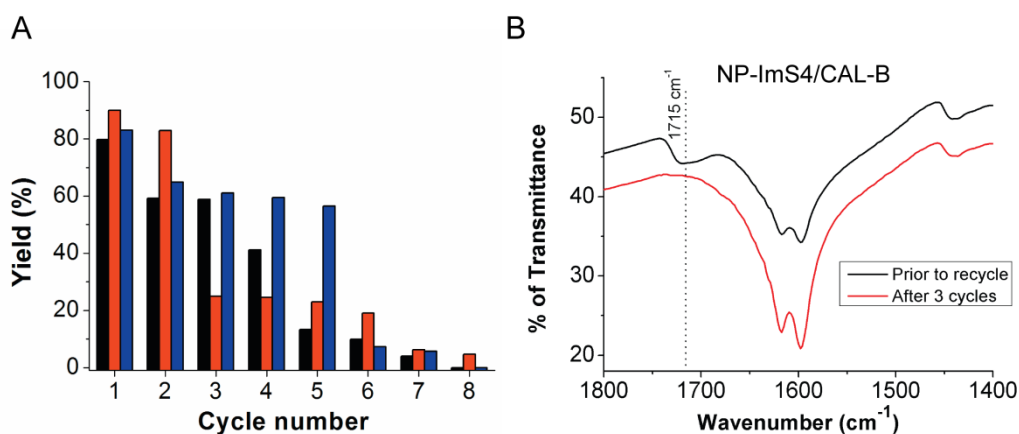 A
100
80
60
40
20
0
Yield (%)
1 2 3 4 5 6 7 8
Cycle number
B
NP-ImS4/CAL-B
1715 cm⁻¹
50
40
30
20
% of Transmittance
Prior to recycle
After 3 cycles
1800 1700 1600 1500 1400
Wavenumber (cm⁻¹)